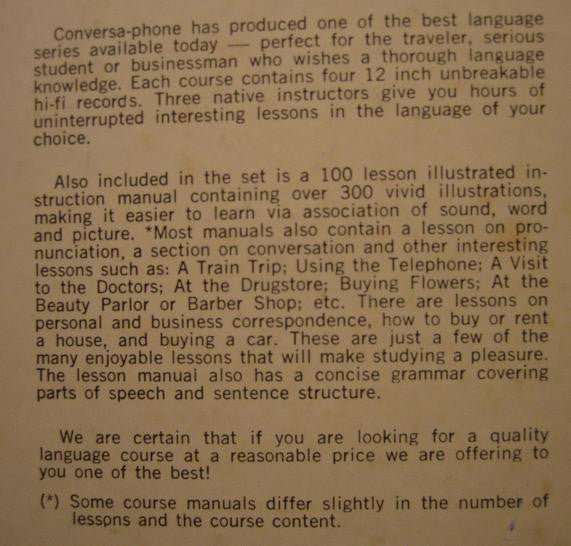 Conversa-phone has produced one of the best language
series available today — perfect for the traveler, serious
student or businessman who wishes a thorough language
knowledge. Each course contains four 12 inch unbreakable
hi-fi records. Three native instructors give you hours of
uninterrupted interesting lessons in the language of your
choice.
Also included in the set is a 100 lesson illustrated in-
struction manual containing over 300 vivid illustrations,
making it easier to learn via association of sound, word
and picture. *Most manuals also contain a lesson on pro-
nunciation, a section on conversation and other interesting
lessons such as: A Train Trip; Using the Telephone; A Visit
to the Doctors; At the Drugstore; Buying Flowers; At the
Beauty Parlor or Barber Shop; etc. There are lessons on
personal and business correspondence, how to buy or rent
a house, and buying a car. These are just a few of the
many enjoyable lessons that will make studying a pleasure.
The lesson manual also has a concise grammar covering
parts of speech and sentence structure.
We are certain that if you are looking for a quality
language course at a reasonable price we are offering to
you one of the best!
(*) Some course manuals differ slightly in the number of
lessons and the course content.